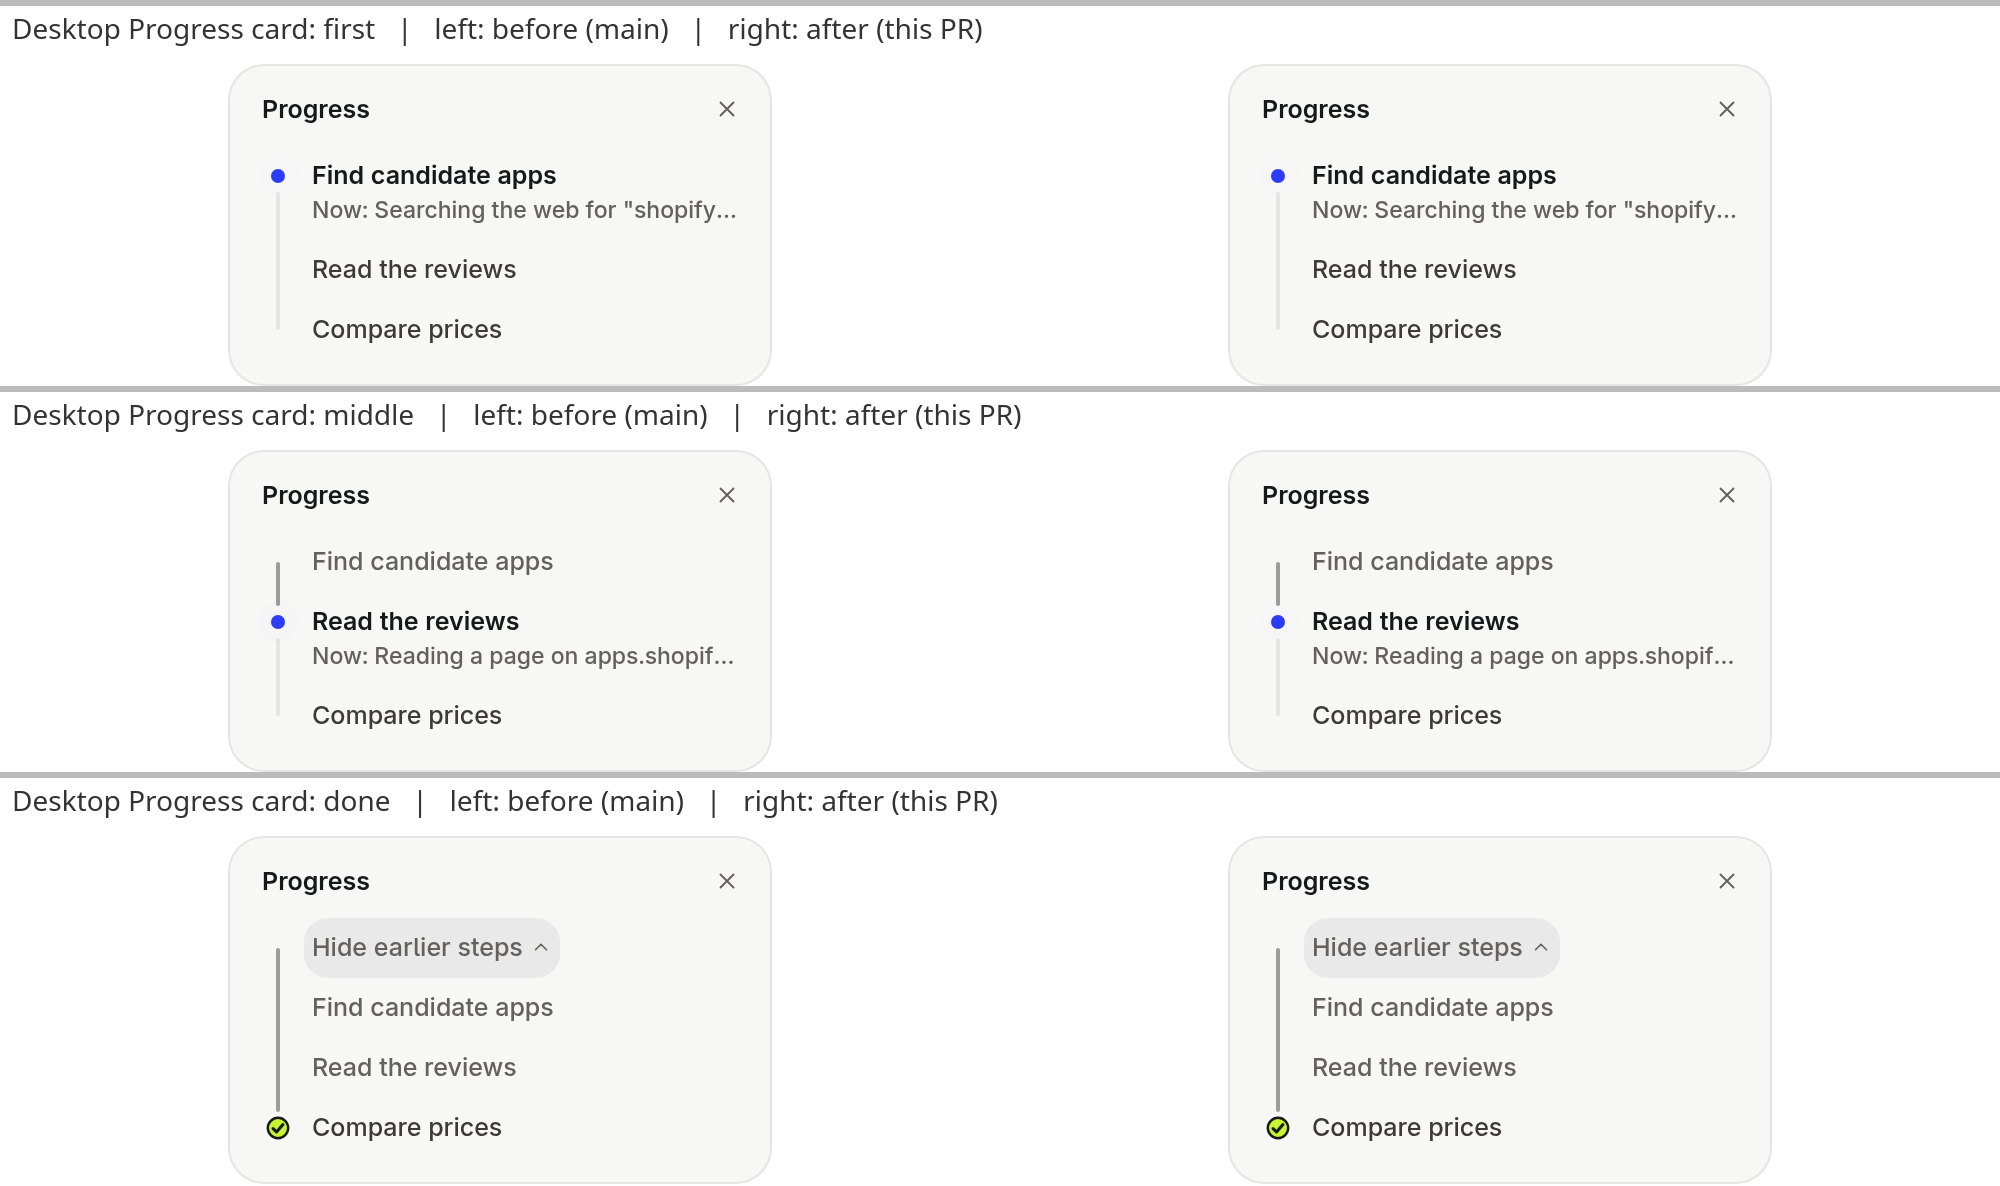 Desktop Progress card: first | left: before (main) | right: after (this PR)
Progress
Find candidate apps
Now: Searching the web for "shopify...
Read the reviews
Compare prices
Progress
Find candidate apps
Now: Searching the web for "shopify...
Read the reviews
Compare prices
Desktop Progress card: middle | left: before (main) | right: after (this PR)
Progress
Find candidate apps
Read the reviews
Now: Reading a page on apps.shopif...
Compare prices
Progress
Find candidate apps
Read the reviews
Now: Reading a page on apps.shopif...
Compare prices
Desktop Progress card: done | left: before (main) | right: after (this PR)
Progress
Hide earlier steps
Find candidate apps
Read the reviews
Compare prices
Progress
Hide earlier steps
Find candidate apps
Read the reviews
Compare prices